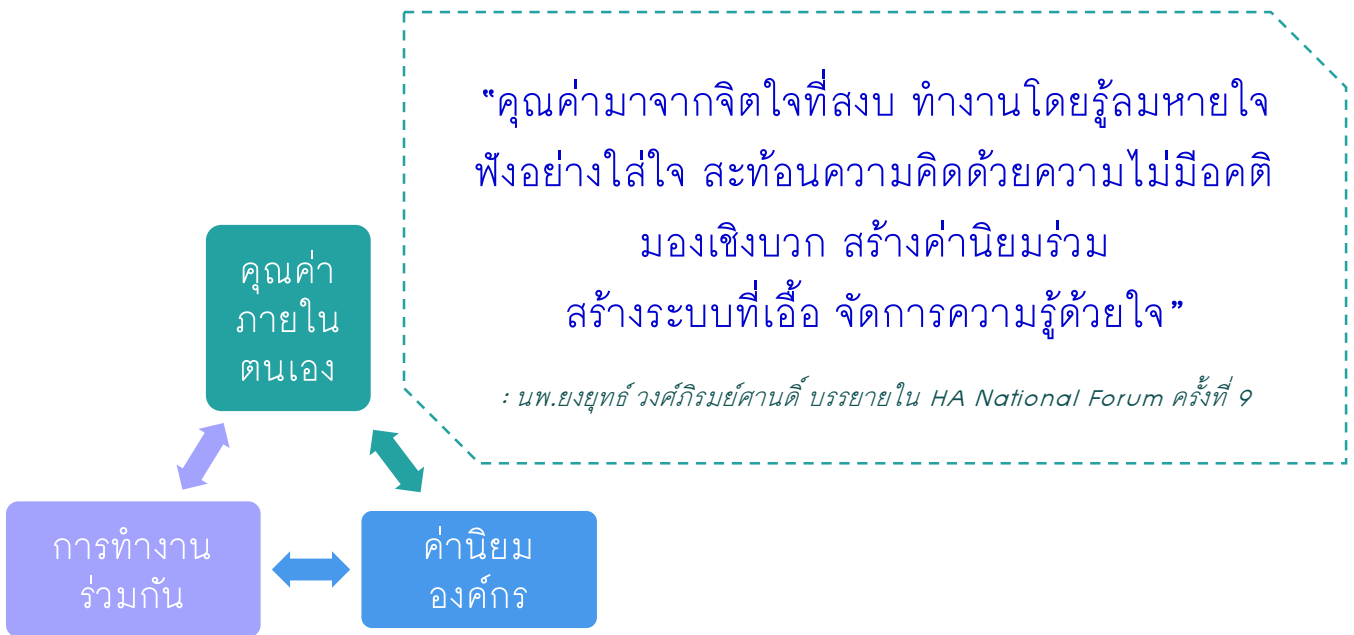 “คุณค่ามาจากจิตใจที่สงบ ทำงานโดยรู้ลมหายใจ
ฟังอย่างใส่ใจ สะท้อนความคิดด้วยความไม่มีอคติ
มองเชิงบวก สร้างค่านิยมร่วม
สร้างระบบที่เอื้อ จัดการความรู้ด้วยใจ”
: นพ.ยงยุทธ์ วงศ์ภิรมย์ศานติ์ บรรยายใน HA National Forum ครั้งที่ 9
คุณค่า
ภายใน
ตนเอง
การทำงาน
ร่วมกัน
ค่านิยม
องค์กร